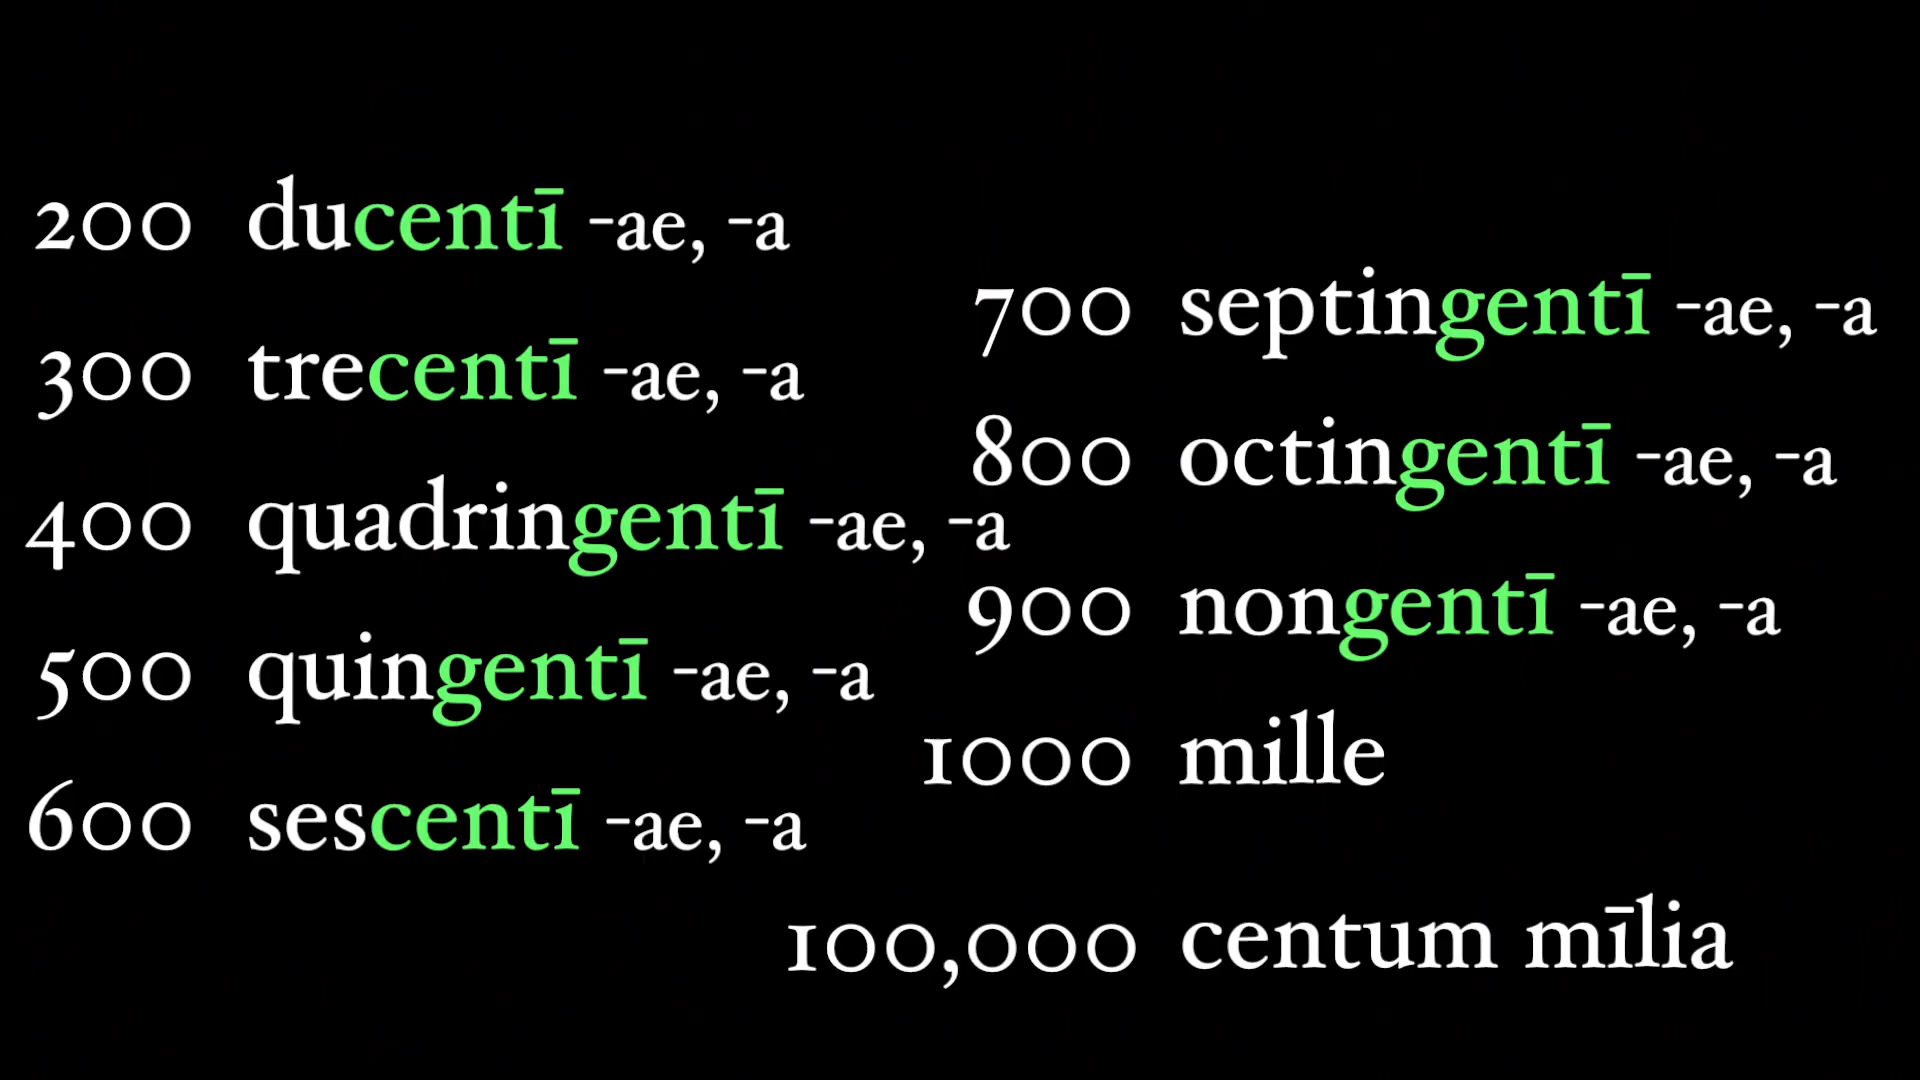 200 ducentī -ae, -a
300 trecentī -ae, -a
400 quadringentī -ae, -a
500 quingentī -ae, -a
600 sescentī -ae, -a
700 septingentī -ae, -a
800 octingentī -ae, -a
900 nongentī -ae, -a
1000 mille
100,000 centum mīlia